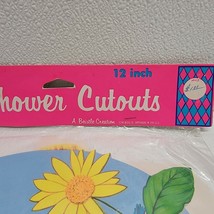 12 inch
hower Cutouts
A Beistle Creation